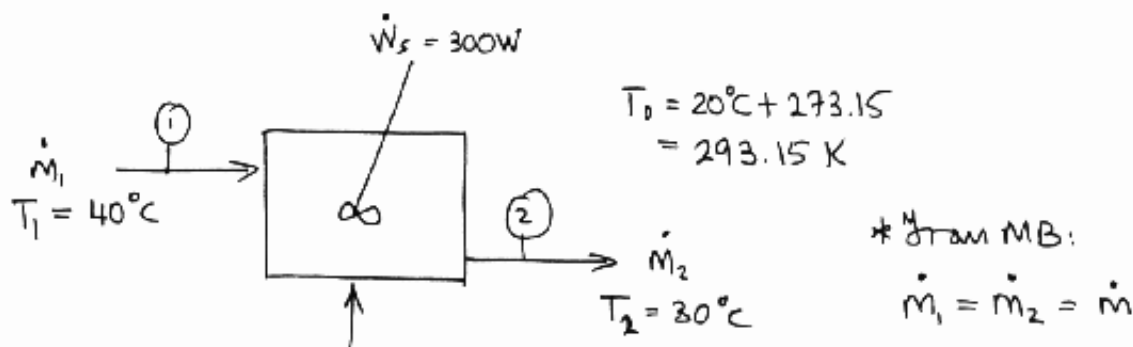 Ẇs = 300W
①
ṁ₁
T₁ = 40°C
T₀ = 20°C + 273.15
= 293.15 K
②
ṁ₂
T₂ = 30°C
* From MB:
ṁ₁ = ṁ₂ = ṁ